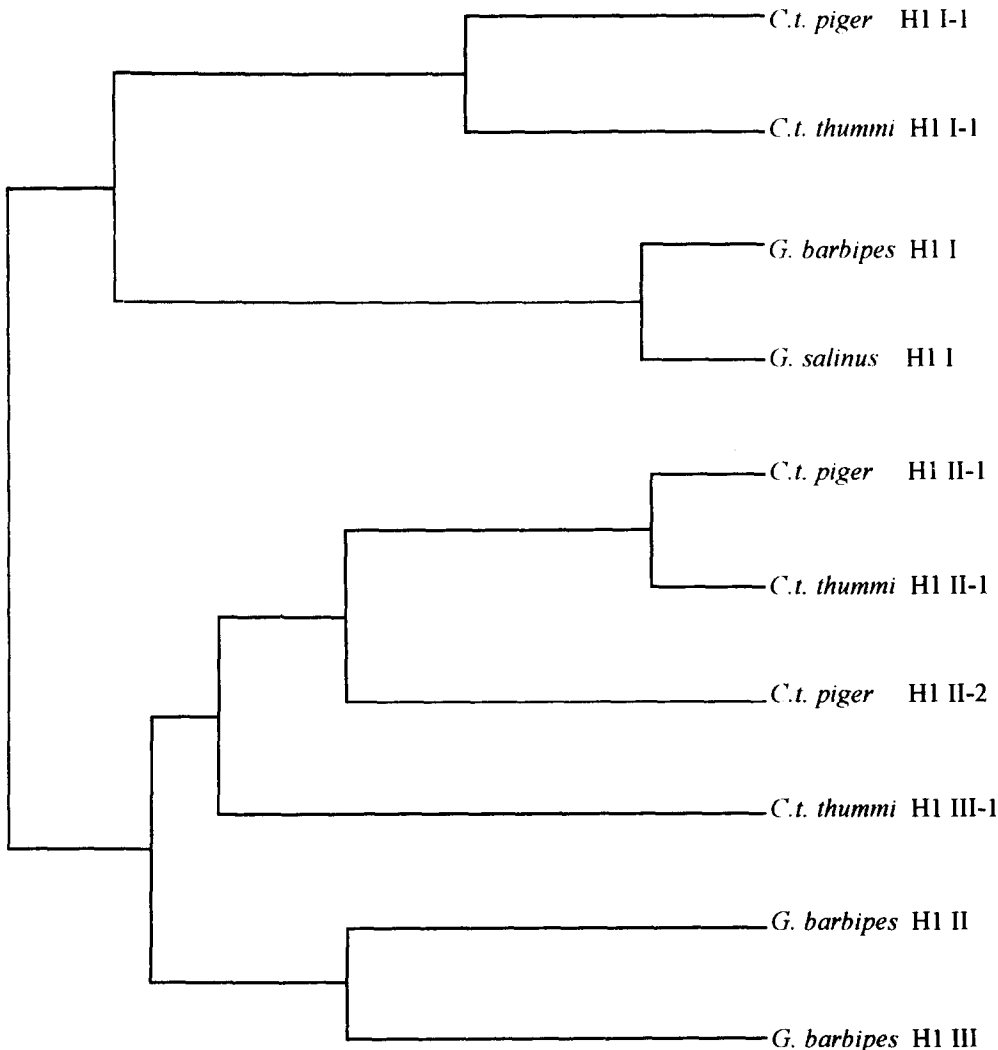 C.t. piger H1 I-1
C.t. thummi H1 I-1
G. barbipes H1 I
G. salinus H1 I
C.t. piger H1 II-1
C.t. thummi H1 II-1
C.t. piger H1 II-2
C.t. thummi H1 III-1
G. barbipes H1 II
G. barbipes H1 III